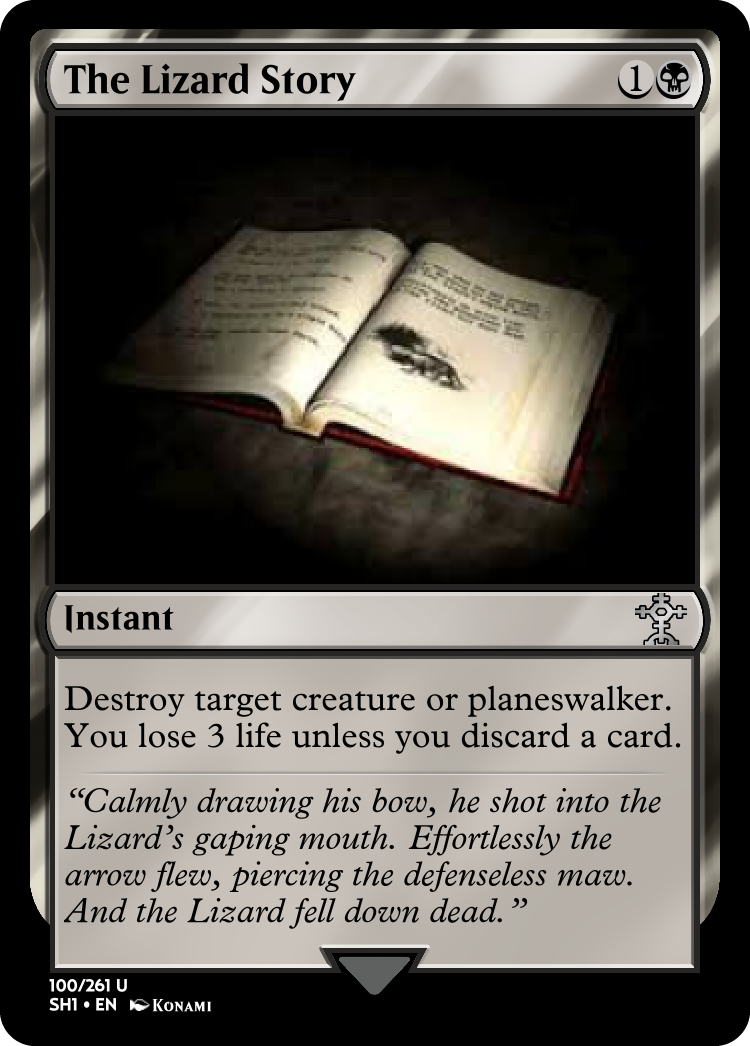 The Lizard Story 1
Instant
Destroy target creature or planeswalker.
You lose 3 life unless you discard a card.
“Calmly drawing his bow, he shot into the
Lizard’s gaping mouth. Effortlessly the
arrow flew, piercing the defenseless maw.
And the Lizard fell down dead.”
100/261 U
SH1 • EN KONAMI